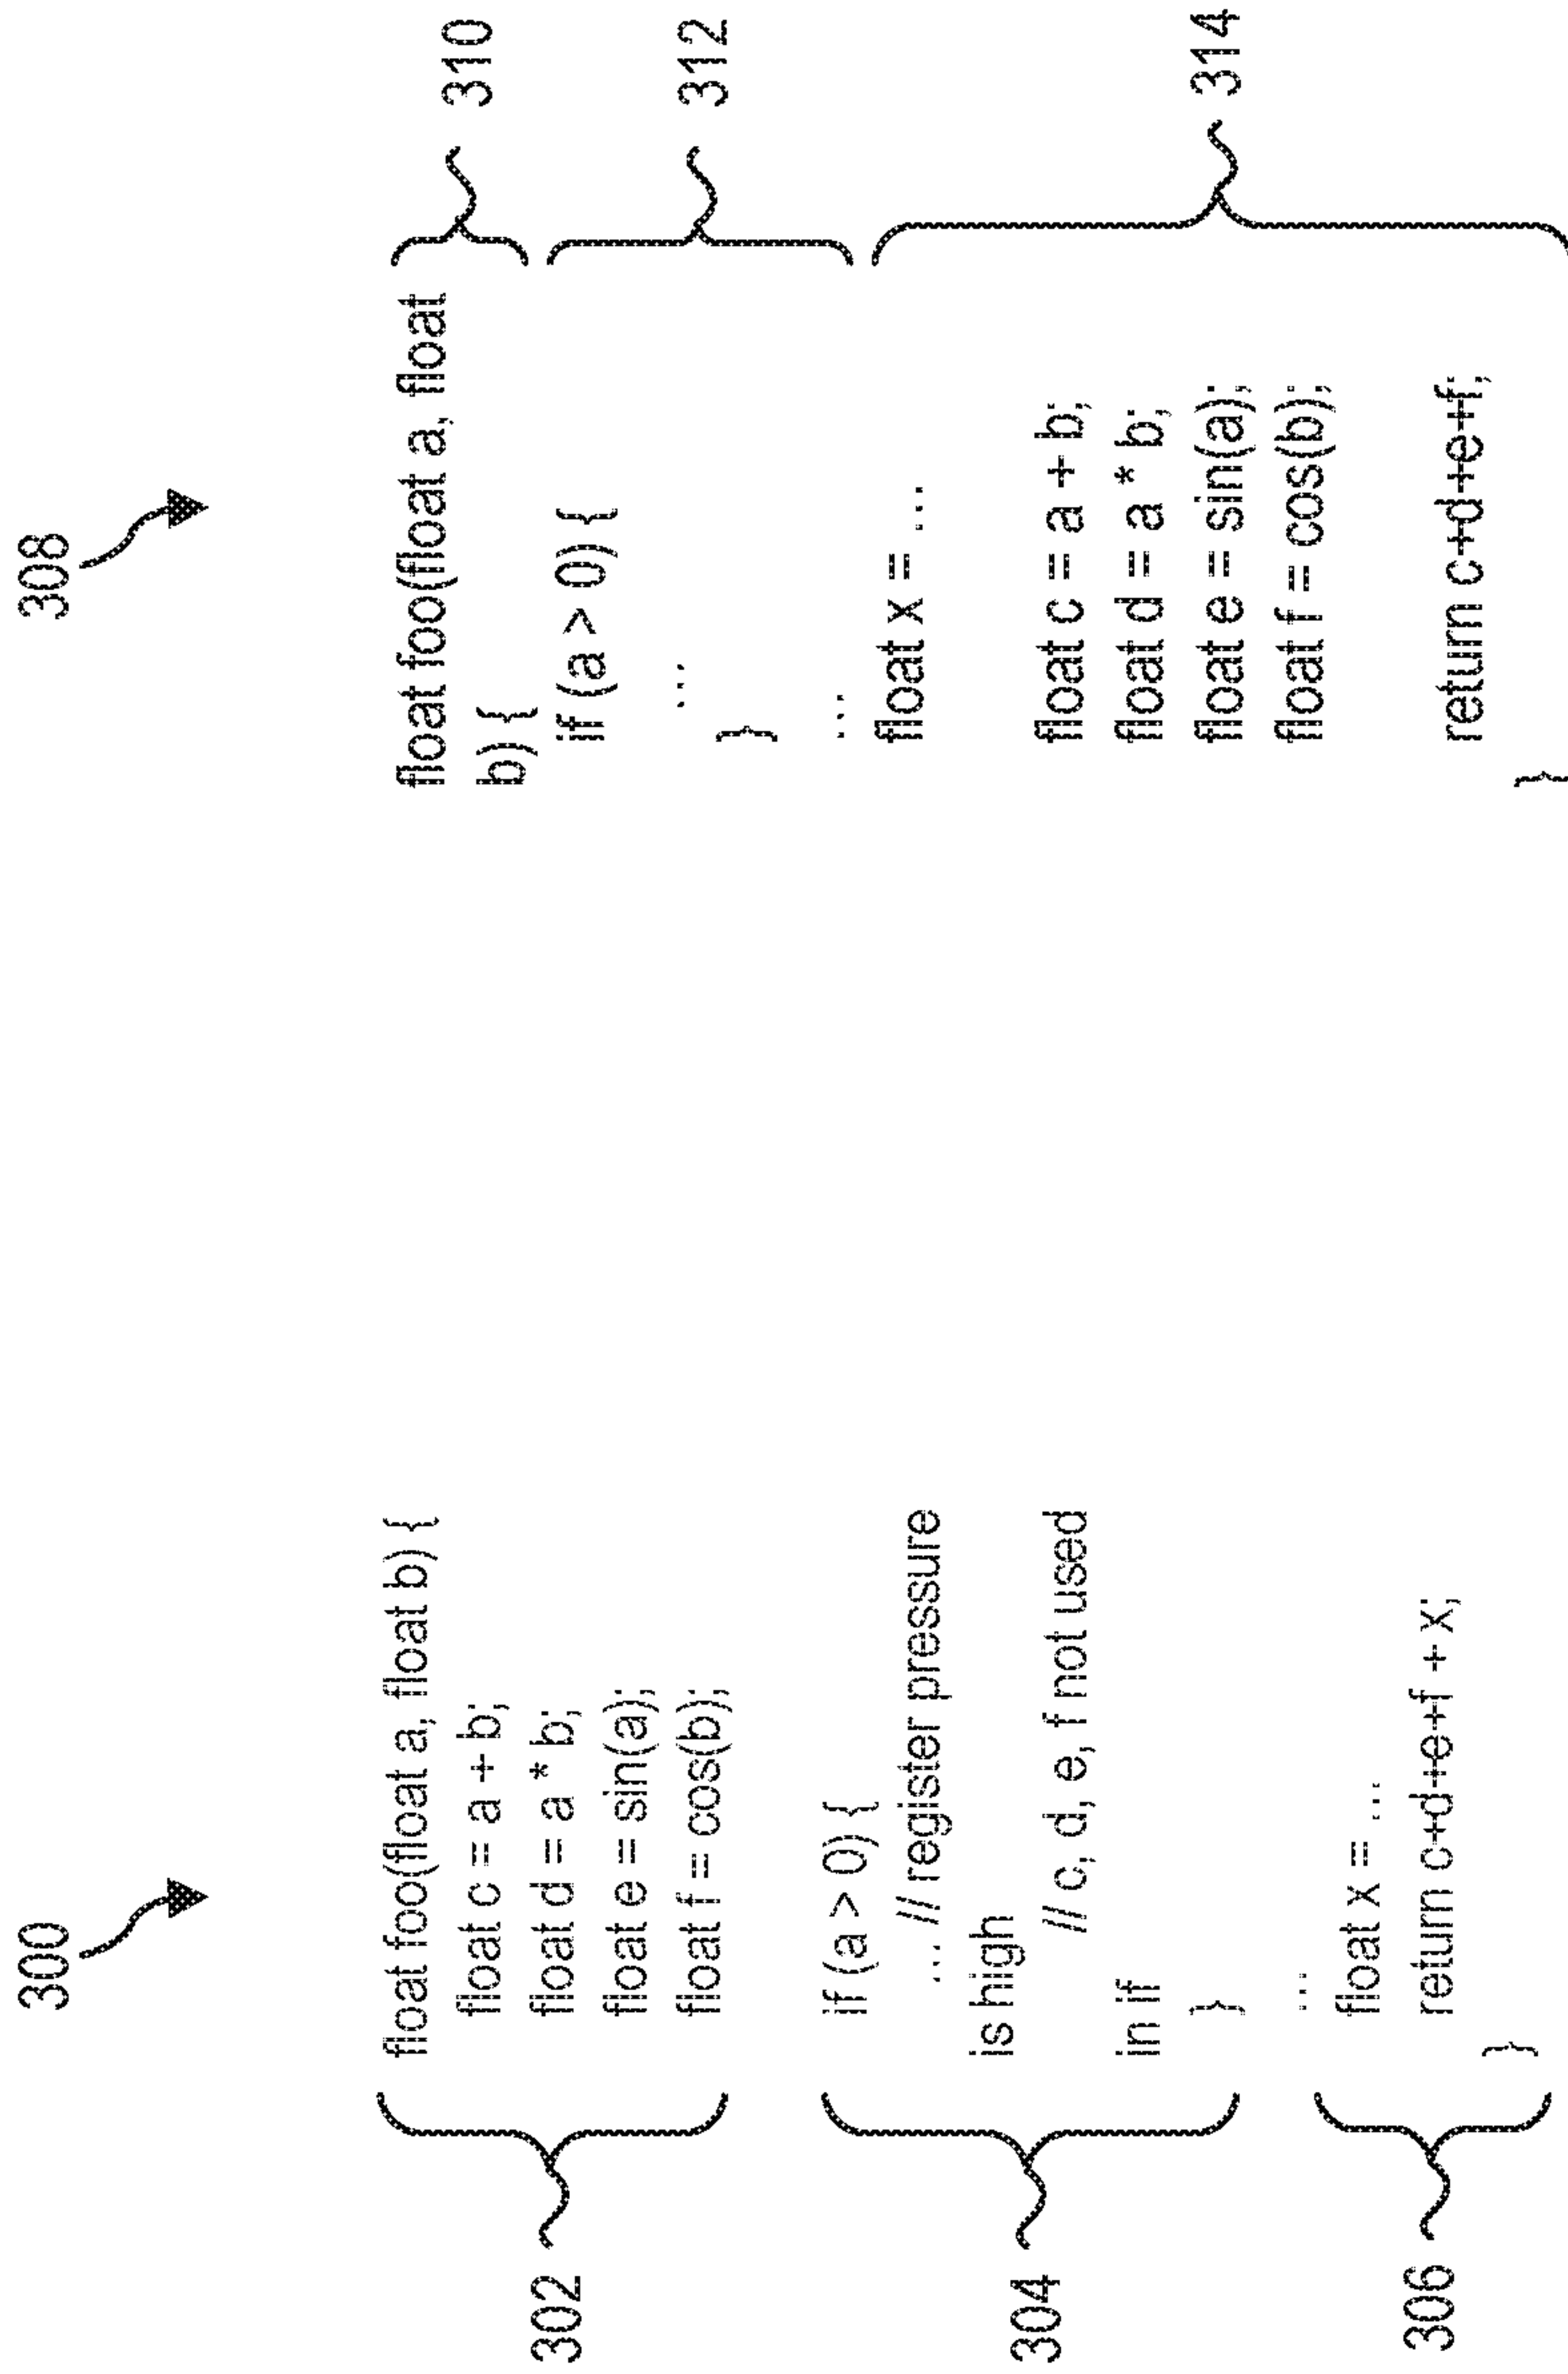 300
302
float foo(float a, float b) {
float c = a + b;
float d = a * b;
float e = sin(a);
float f = cos(b);
304
if (a > 0) {
... // register pressure
is high
// c, d, e, f not used
in if
}
...
306
float x = ...
return c+d+e+f + x;
}
308
float foo(float a, float
b) {
310
if (a > 0) {
...
}
312
...
float x = ...
float c = a + b;
float d = a * b;
float e = sin(a);
float f = cos(b);
314
return c+d+e+f;
}